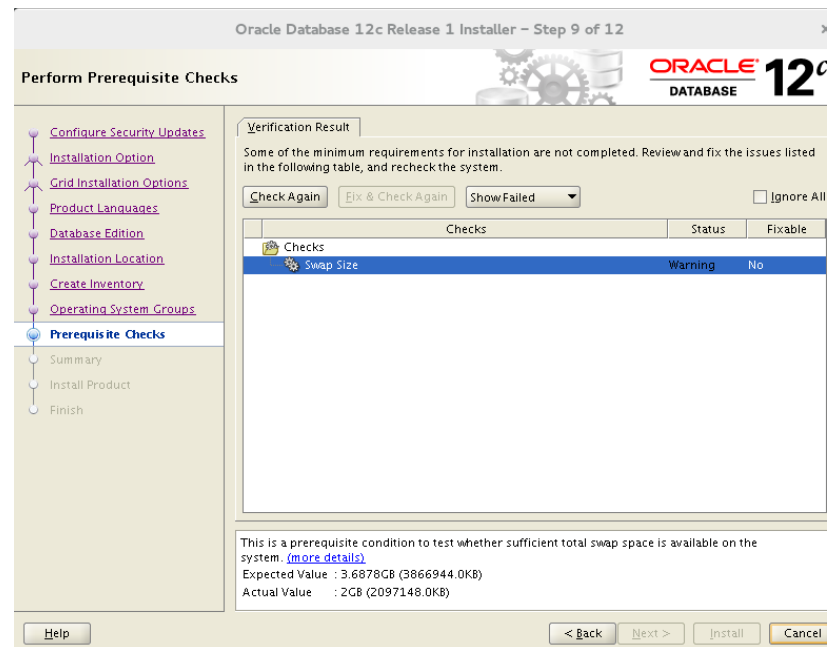 Oracle Database 12c Release 1 Installer – Step 9 of 12
Perform Prerequisite Checks
ORACLE
DATABASE
12c
Configure Security Updates
Installation Option
Grid Installation Options
Product Languages
Database Edition
Installation Location
Create Inventory
Operating System Groups
Prerequisite Checks
Summary
Install Product
Finish
Verification Result
Some of the minimum requirements for installation are not completed. Review and fix the issues listed
in the following table, and recheck the system.
Check Again Fix & Check Again Show Failed Ignore All
Checks Status Fixable
Checks
Swap Size Warning No
This is a prerequisite condition to test whether sufficient total swap space is available on the
system. (more details)
Expected Value : 3.6878GB (3866944.0KB)
Actual Value : 2GB (2097148.0KB)
Help < Back Next > Install Cancel